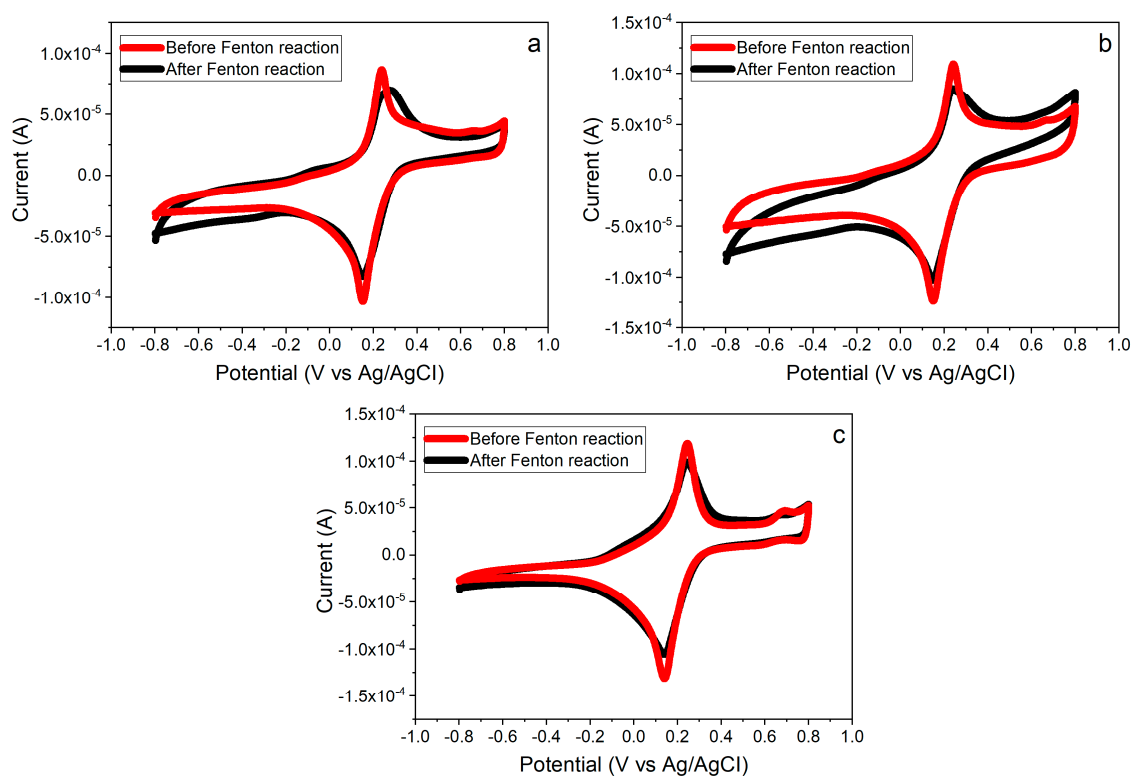 a
Before Fenton reaction
After Fenton reaction
1.0x10-4
5.0x10-5
0.0
-5.0x10-5
-1.0x10-4
Current (A)
-1.0 -0.8 -0.6 -0.4 -0.2 0.0 0.2 0.4 0.6 0.8 1.0
Potential (V vs Ag/AgCl)
b
Before Fenton reaction
After Fenton reaction
1.5x10-4
1.0x10-4
5.0x10-5
0.0
-5.0x10-5
-1.0x10-4
-1.5x10-4
Current (A)
-1.0 -0.8 -0.6 -0.4 -0.2 0.0 0.2 0.4 0.6 0.8 1.0
Potential (V vs Ag/AgCl)
c
Before Fenton reaction
After Fenton reaction
1.5x10-4
1.0x10-4
5.0x10-5
0.0
-5.0x10-5
-1.0x10-4
-1.5x10-4
Current (A)
-1.0 -0.8 -0.6 -0.4 -0.2 0.0 0.2 0.4 0.6 0.8 1.0
Potential (V vs Ag/AgCl)